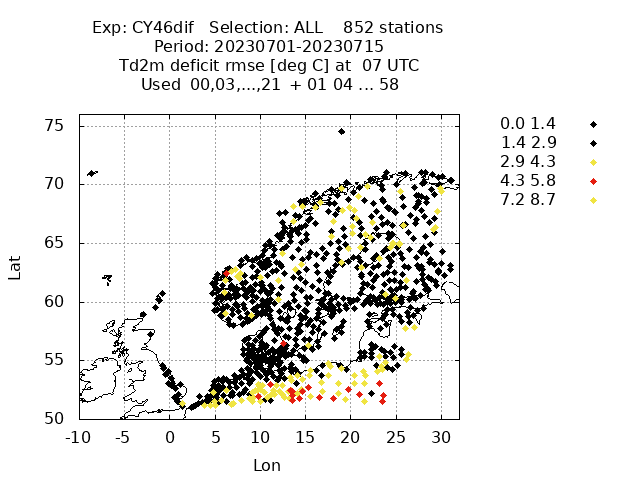 Exp: CY46dif   Selection: ALL    852 stations
Period: 20230701-20230715
Td2m deficit rmse [deg C] at  07 UTC
Used  00,03,...,21  + 01 04 ... 58
0.0 1.4
1.4 2.9
2.9 4.3
4.3 5.8
7.2 8.7
75
70
65
60
55
50
Lat
-10 -5 0 5 10 15 20 25 30
Lon